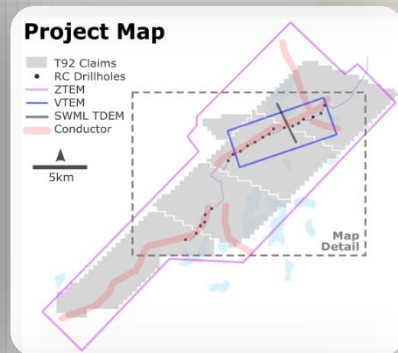 Project Map
T92 Claims
RC Drillholes
ZTEM
VTEM
SWML TDEM
Conductor
5km
Map
Detail